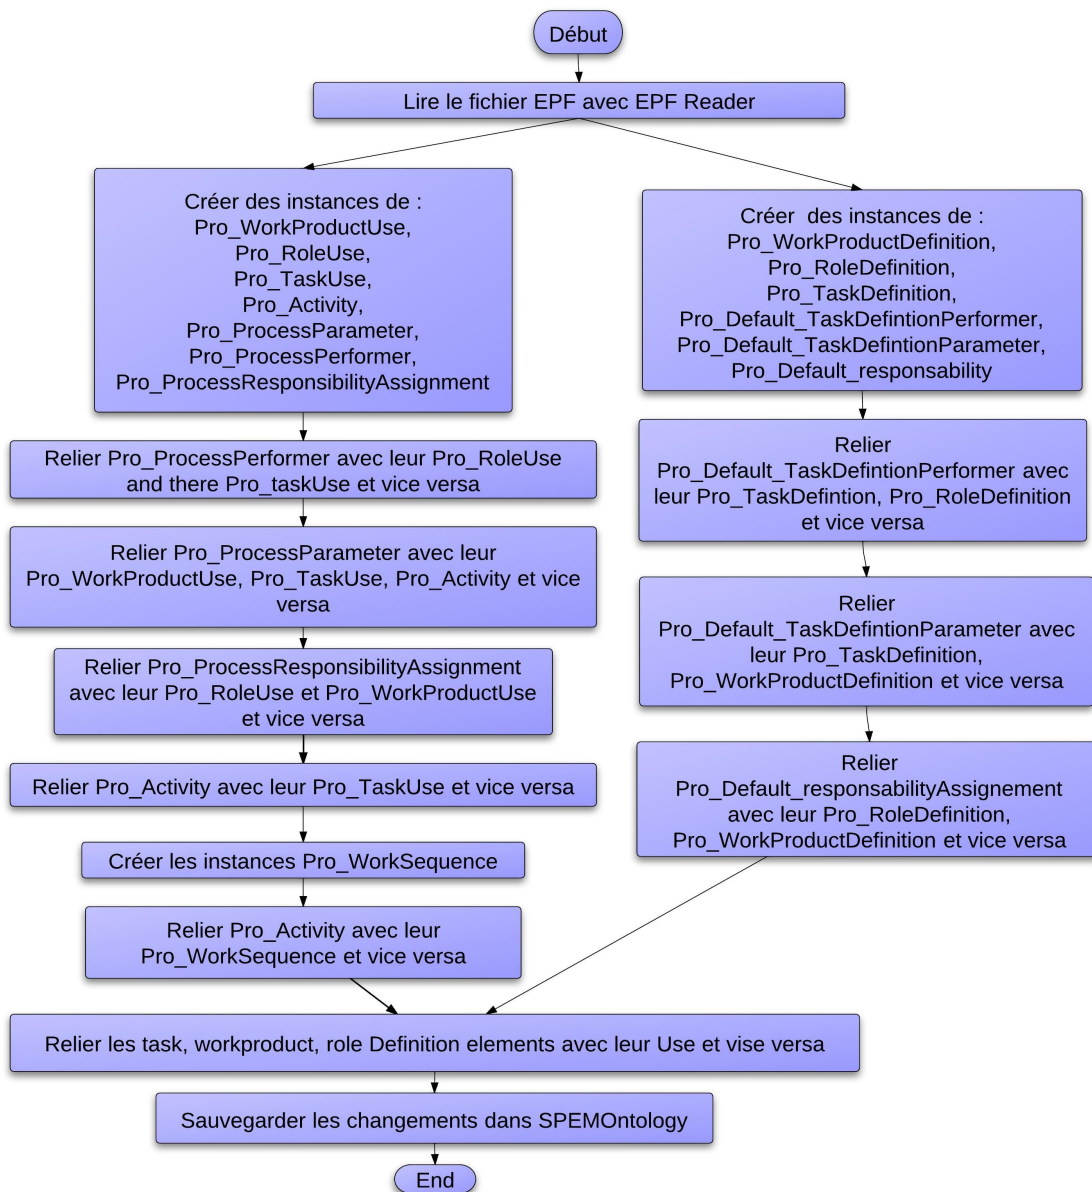 Début
Lire le fichier EPF avec EPF Reader
Créer des instances de :
Pro_WorkProductUse,
Pro_RoleUse,
Pro_TaskUse,
Pro_Activity,
Pro_ProcessParameter,
Pro_ProcessPerformer,
Pro_ProcessResponsibilityAssignment
Relier Pro_ProcessPerformer avec leur Pro_RoleUse
and there Pro_taskUse et vice versa
Relier Pro_ProcessParameter avec leur
Pro_WorkProductUse, Pro_TaskUse, Pro_Activity et vice
versa
Relier Pro_ProcessResponsibilityAssignment
avec leur Pro_RoleUse et Pro_WorkProductUse
et vice versa
Relier Pro_Activity avec leur Pro_TaskUse et vice versa
Créer les instances Pro_WorkSequence
Relier Pro_Activity avec leur
Pro_WorkSequence et vice versa
Créer des instances de :
Pro_WorkProductDefinition,
Pro_RoleDefinition,
Pro_TaskDefinition,
Pro_Default_TaskDefintionPerformer,
Pro_Default_TaskDefintionParameter,
Pro_Default_responsability
Relier
Pro_Default_TaskDefintionPerformer avec
leur Pro_TaskDefintion, Pro_RoleDefinition
et vice versa
Relier
Pro_Default_TaskDefintionParameter avec
leur Pro_TaskDefinition,
Pro_WorkProductDefinition et vice versa
Relier
Pro_Default_responsabilityAssignement
avec leur Pro_RoleDefinition,
Pro_WorkProductDefinition et vice versa
Relier les task, workproduct, role Definition elements avec leur Use et vise versa
Sauvegarder les changements dans SPEMOntology
End